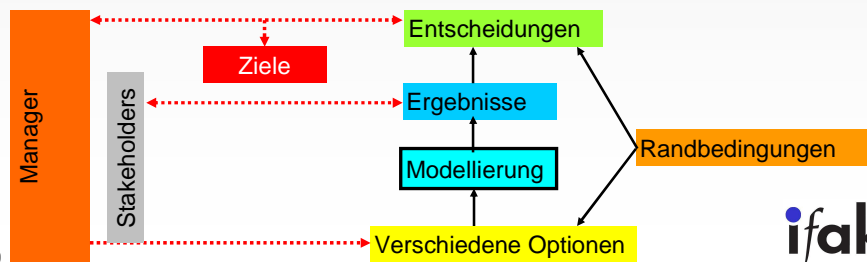 Entscheidungen
Ziele
Ergebnisse
Manager
Stakeholders
Randbedingungen
Modellierung
Verschiedene Optionen
ifak